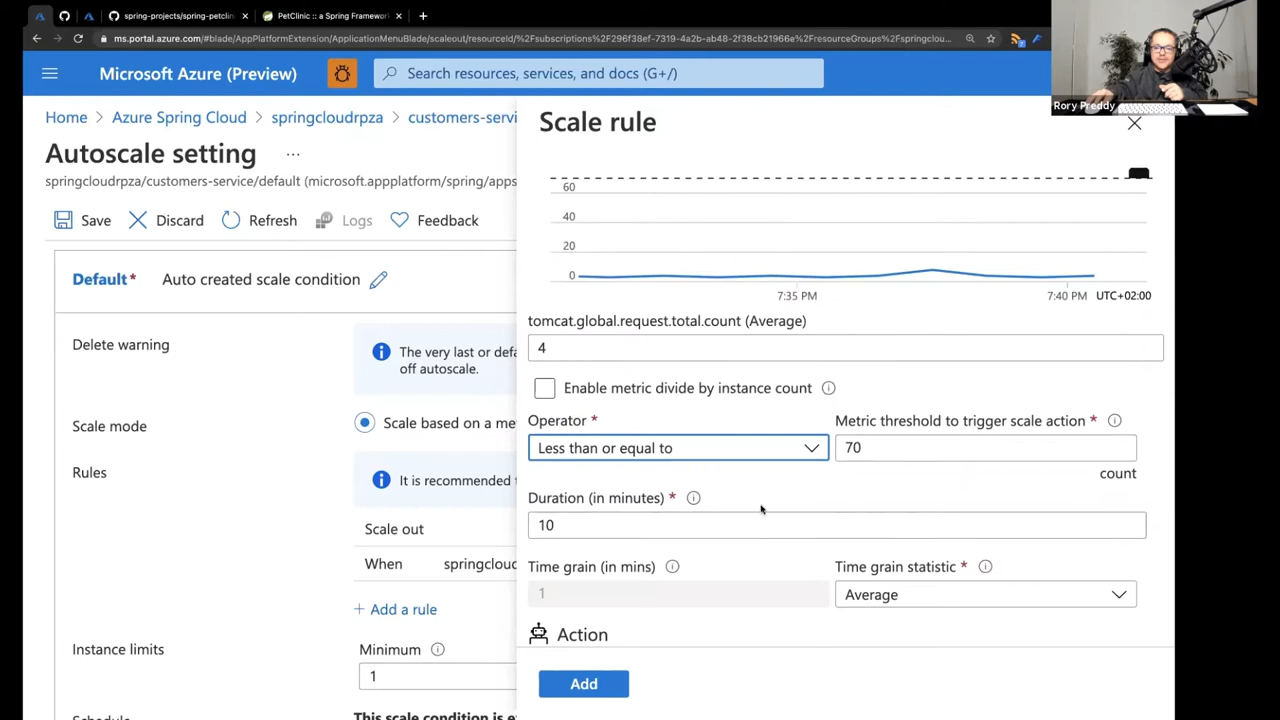 spring-projects/spring-petclin
PetClinic :: a Spring Framework
ms.portal.azure.com/#blade/AppPlatformExtension/ApplicationMenuBlade/scaleout/resourceId/%2Fsubscriptions%2F296f38ef-7319-4a2b-ab48-2f38cb21966e%2FresourceGroups%2Fspringclou...
Microsoft Azure (Preview)
Search resources, services, and docs (G+/)
Rory Preddy
Home > Azure Spring Cloud > springcloudrpza > customers-servi
Autoscale setting ...
springcloudrpza/customers-service/default (microsoft.appplatform/spring/apps
Save Discard Refresh Logs Feedback
Default* Auto created scale condition
Delete warning
The very last or defa
off autoscale.
Scale mode
Scale based on a me
Rules
It is recommended t
Scale out
When springcloud
+ Add a rule
Instance limits
Minimum
1
Schedule
This scale condition is e
Scale rule
60
40
20
0
7:35 PM
7:40 PM
UTC+02:00
tomcat.global.request.total.count (Average)
4
Enable metric divide by instance count
Operator *
Less than or equal to
Metric threshold to trigger scale action *
70
count
Duration (in minutes) *
10
Time grain (in mins)
1
Time grain statistic *
Average
Action
Add